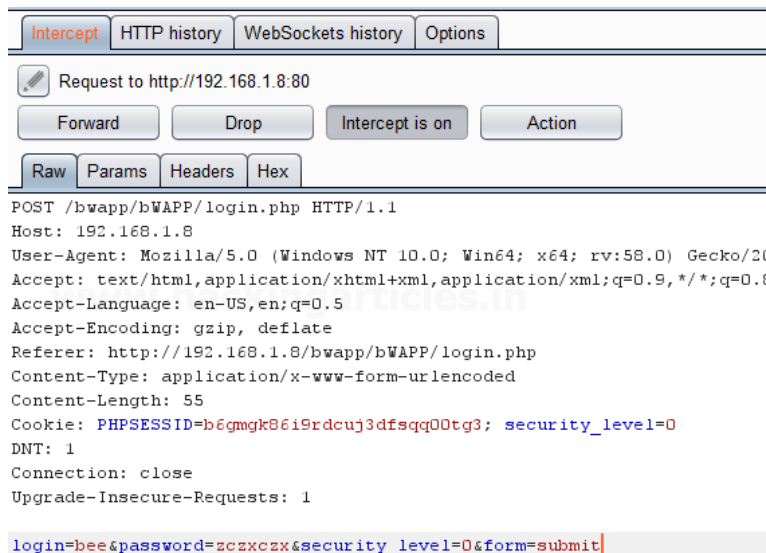 Intercept HTTP history WebSockets history Options
Request to http://192.168.1.8:80
Forward Drop Intercept is on Action
Raw Params Headers Hex
POST /bwapp/bWAPP/login.php HTTP/1.1
Host: 192.168.1.8
User-Agent: Mozilla/5.0 (Windows NT 10.0; Win64; x64; rv:58.0) Gecko/20
Accept: text/html,application/xhtml+xml,application/xml;q=0.9,*/*;q=0.8
Accept-Language: en-US,en;q=0.5
www.hackingarticles.in
Accept-Encoding: gzip, deflate
Referer: http://192.168.1.8/bwapp/bWAPP/login.php
Content-Type: application/x-www-form-urlencoded
Content-Length: 55
Cookie: PHPSESSID=b6gmgk86i9rdcuj3dfsqq00tg3; security_level=0
DNT: 1
Connection: close
Upgrade-Insecure-Requests: 1
login=bee&password=zczxczx&security_level=0&form=submit